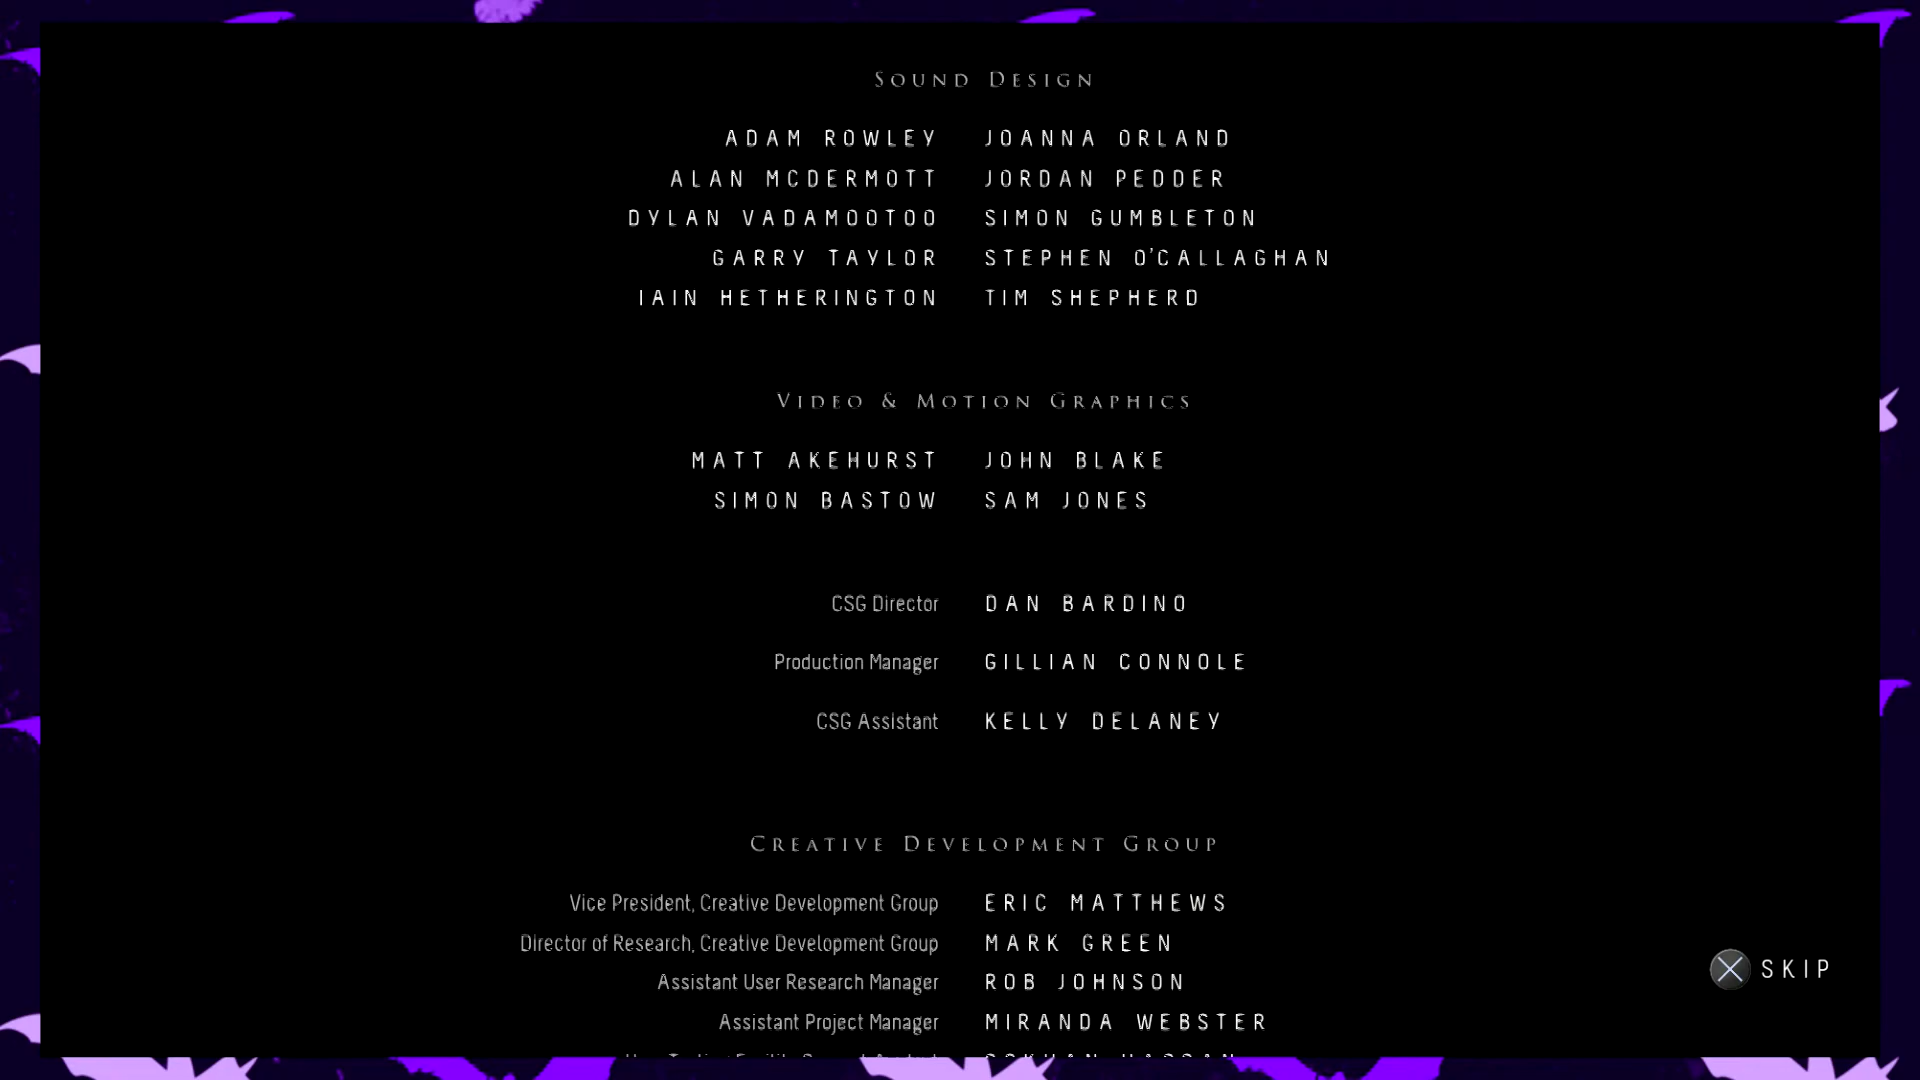 SOUND DESIGN
ADAM ROWLEY JOANNA ORLAND
ALAN MCDERMOTT JORDAN PEDDER
DYLAN VADAMOOTOO SIMON GUMBLETON
GARRY TAYLOR STEPHEN O'CALLAGHAN
IAIN HETHERINGTON TIM SHEPHERD
VIDEO & MOTION GRAPHICS
MATT AKEHURST JOHN BLAKE
SIMON BASTOW SAM JONES
CSG Director DAN BARDINO
Production Manager GILLIAN CONNOLE
CSG Assistant KELLY DELANEY
CREATIVE DEVELOPMENT GROUP
Vice President, Creative Development Group ERIC MATTHEWS
Director of Research, Creative Development Group MARK GREEN
Assistant User Research Manager ROB JOHNSON
SKIP
Assistant Project Manager MIRANDA WEBSTER